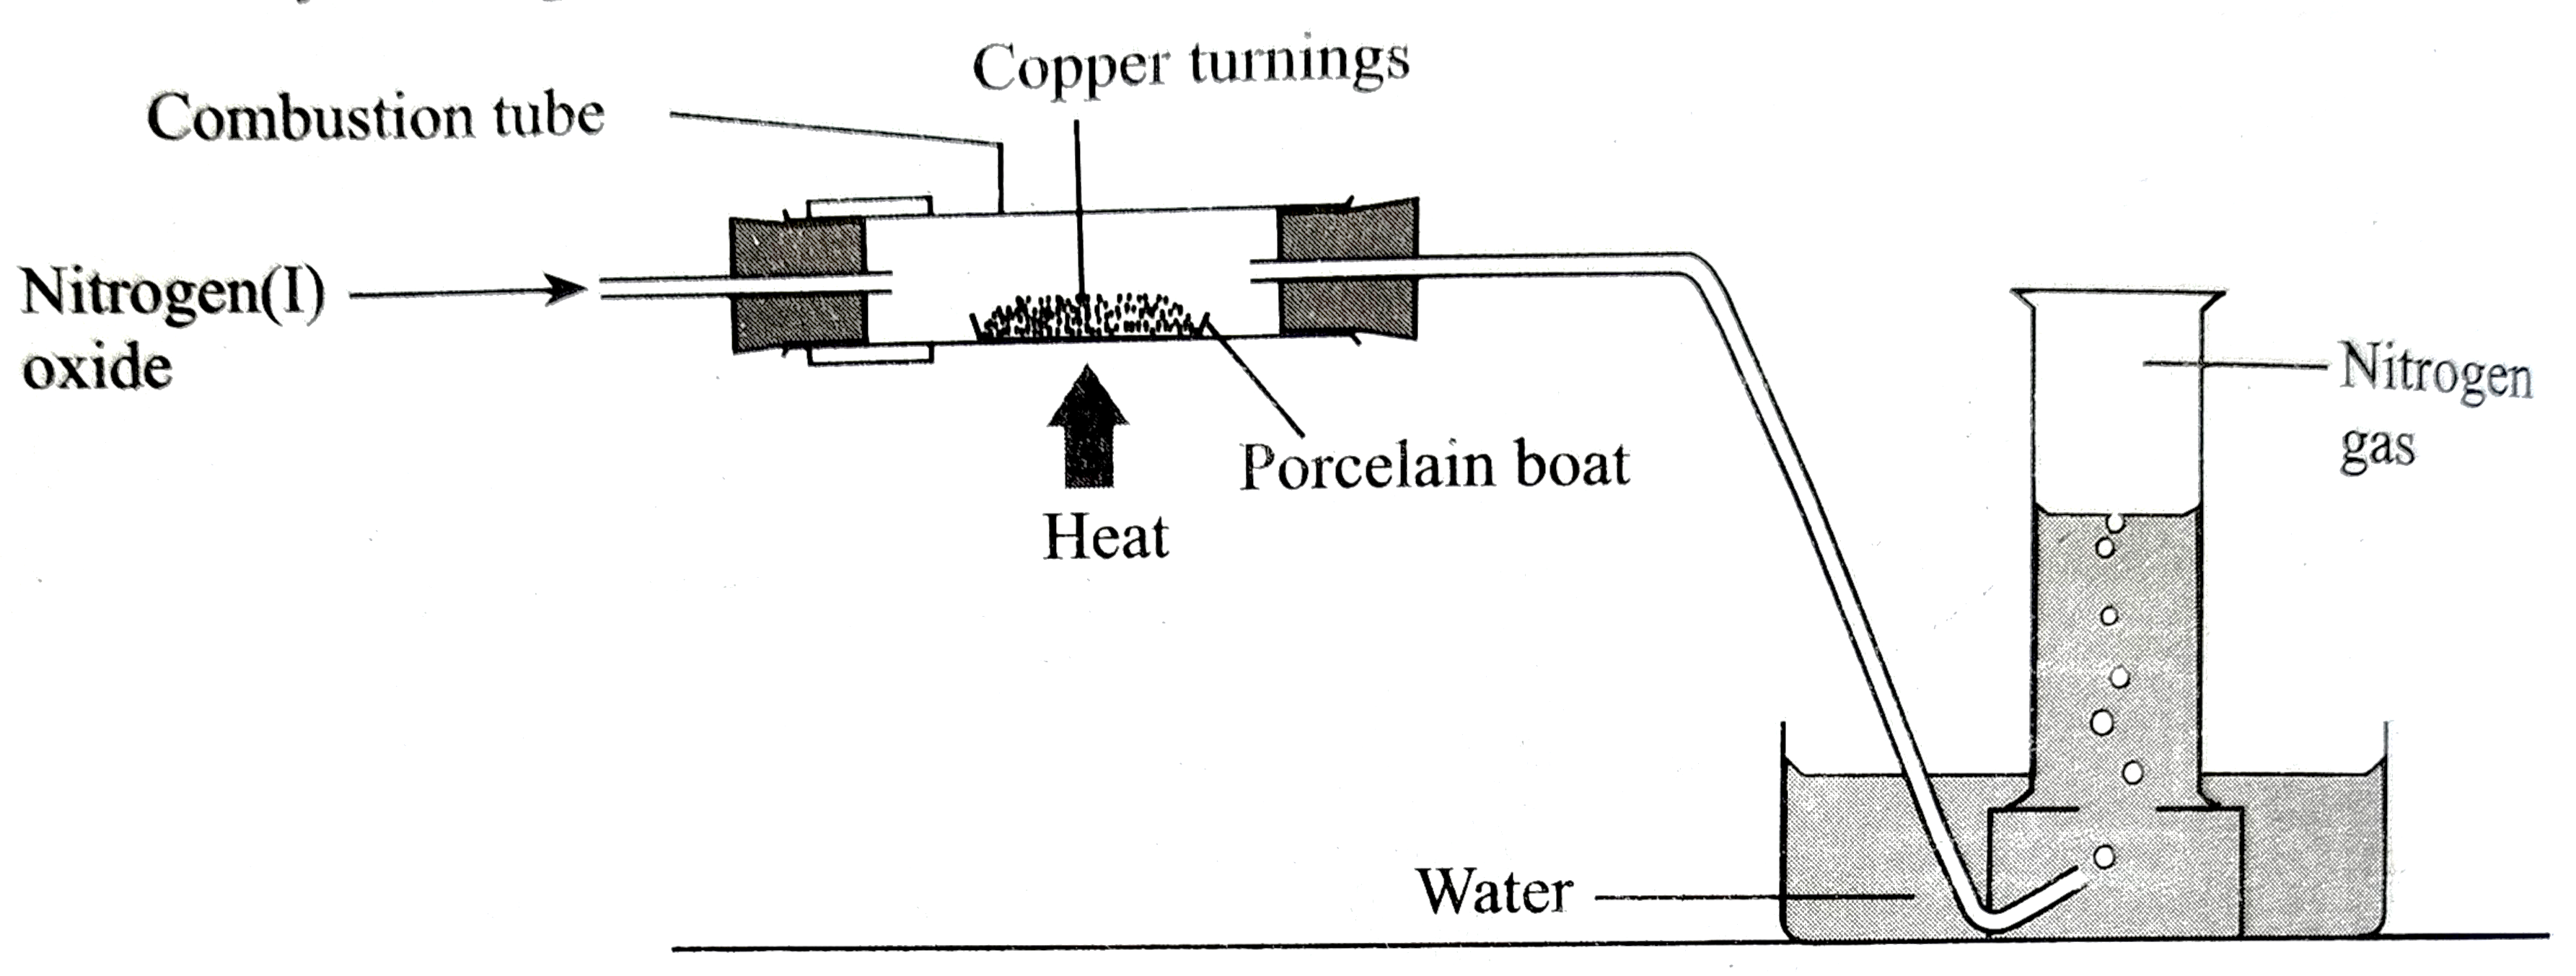 Copper turnings
Combustion tube
Nitrogen(I)
oxide
Nitrogen
gas
Porcelain boat
Heat
Water